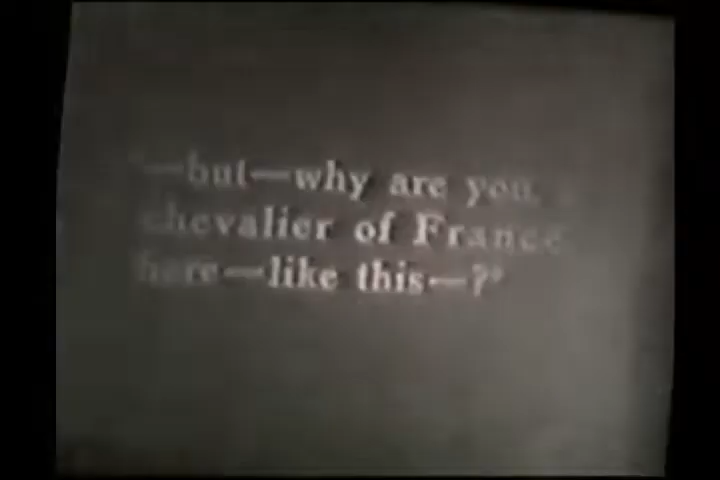 "—but—why are you, a
chevalier of France,
here—like this—?"